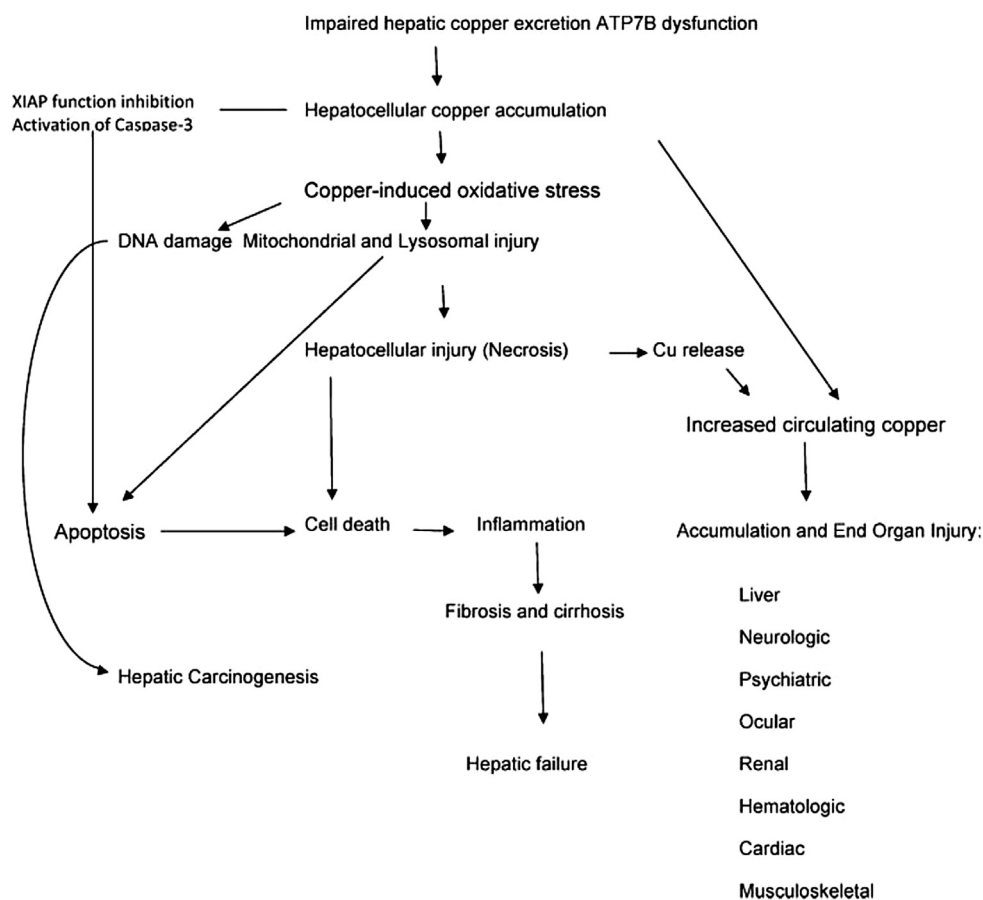 Impaired hepatic copper excretion ATP7B dysfunction
XIAP function inhibition
Activation of Caspase-3
Hepatocellular copper accumulation
Copper-induced oxidative stress
DNA damage Mitochondrial and Lysosomal injury
Hepatocellular injury (Necrosis)
Cu release
Increased circulating copper
Apoptosis
Cell death
Inflammation
Accumulation and End Organ Injury:
Fibrosis and cirrhosis
Hepatic Carcinogenesis
Hepatic failure
Liver
Neurologic
Psychiatric
Ocular
Renal
Hematologic
Cardiac
Musculoskeletal